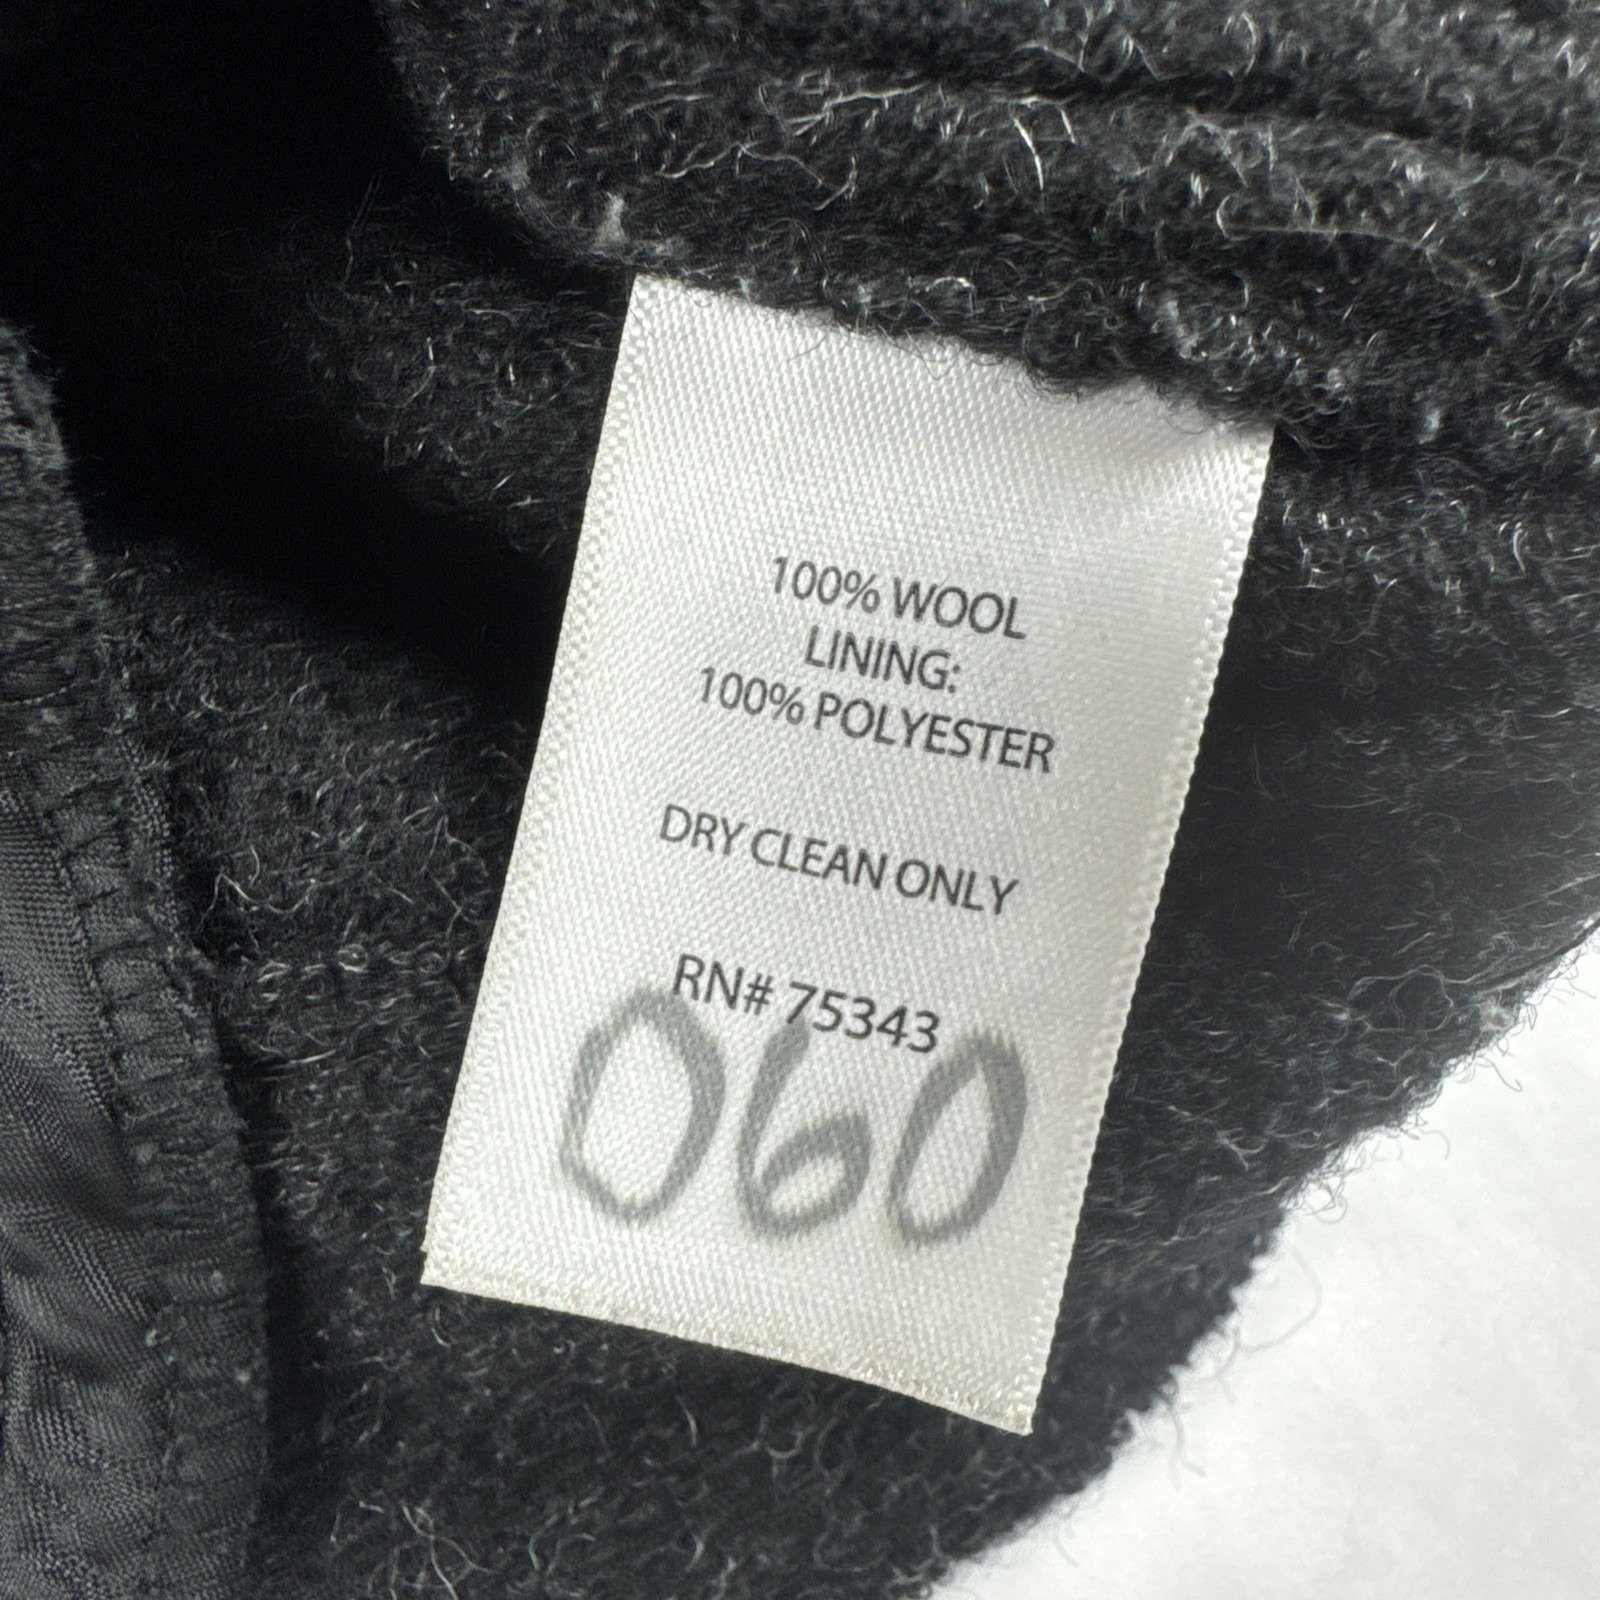 100% WOOL
LINING:
100% POLYESTER
DRY CLEAN ONLY
RN# 75343
060